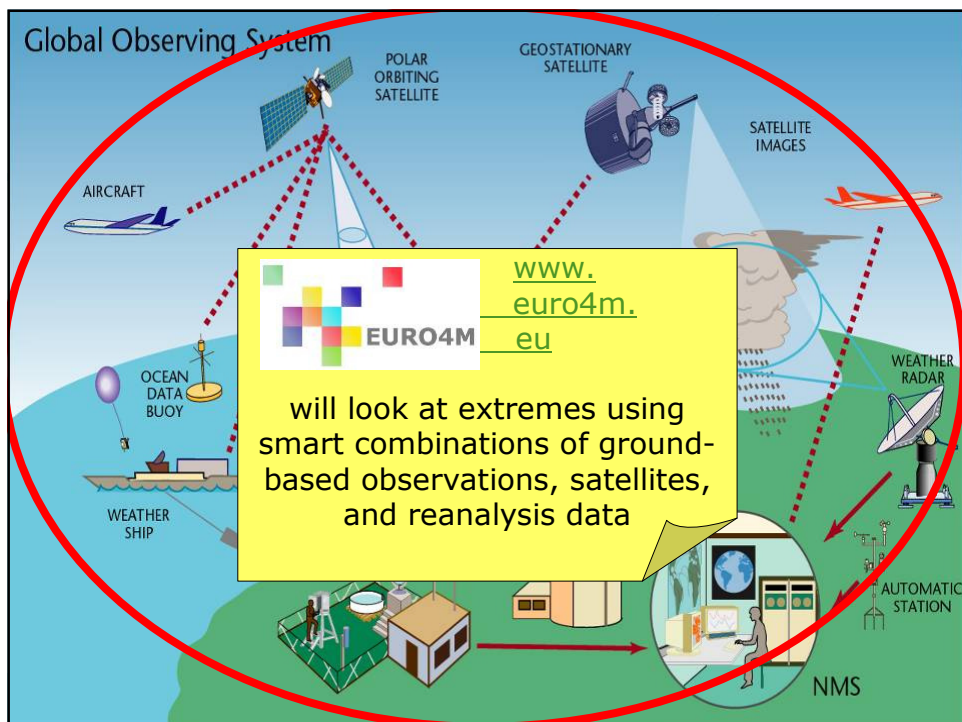 Global Observing System
POLAR
ORBITING
SATELLITE
GEOSTATIONARY
SATELLITE
SATELLITE
IMAGES
AIRCRAFT
EURO4M
www.
euro4m.
eu
will look at extremes using
smart combinations of ground-
based observations, satellites,
and reanalysis data
OCEAN
DATA
BUOY
WEATHER
RADAR
WEATHER
SHIP
AUTOMATIC
STATION
NMS